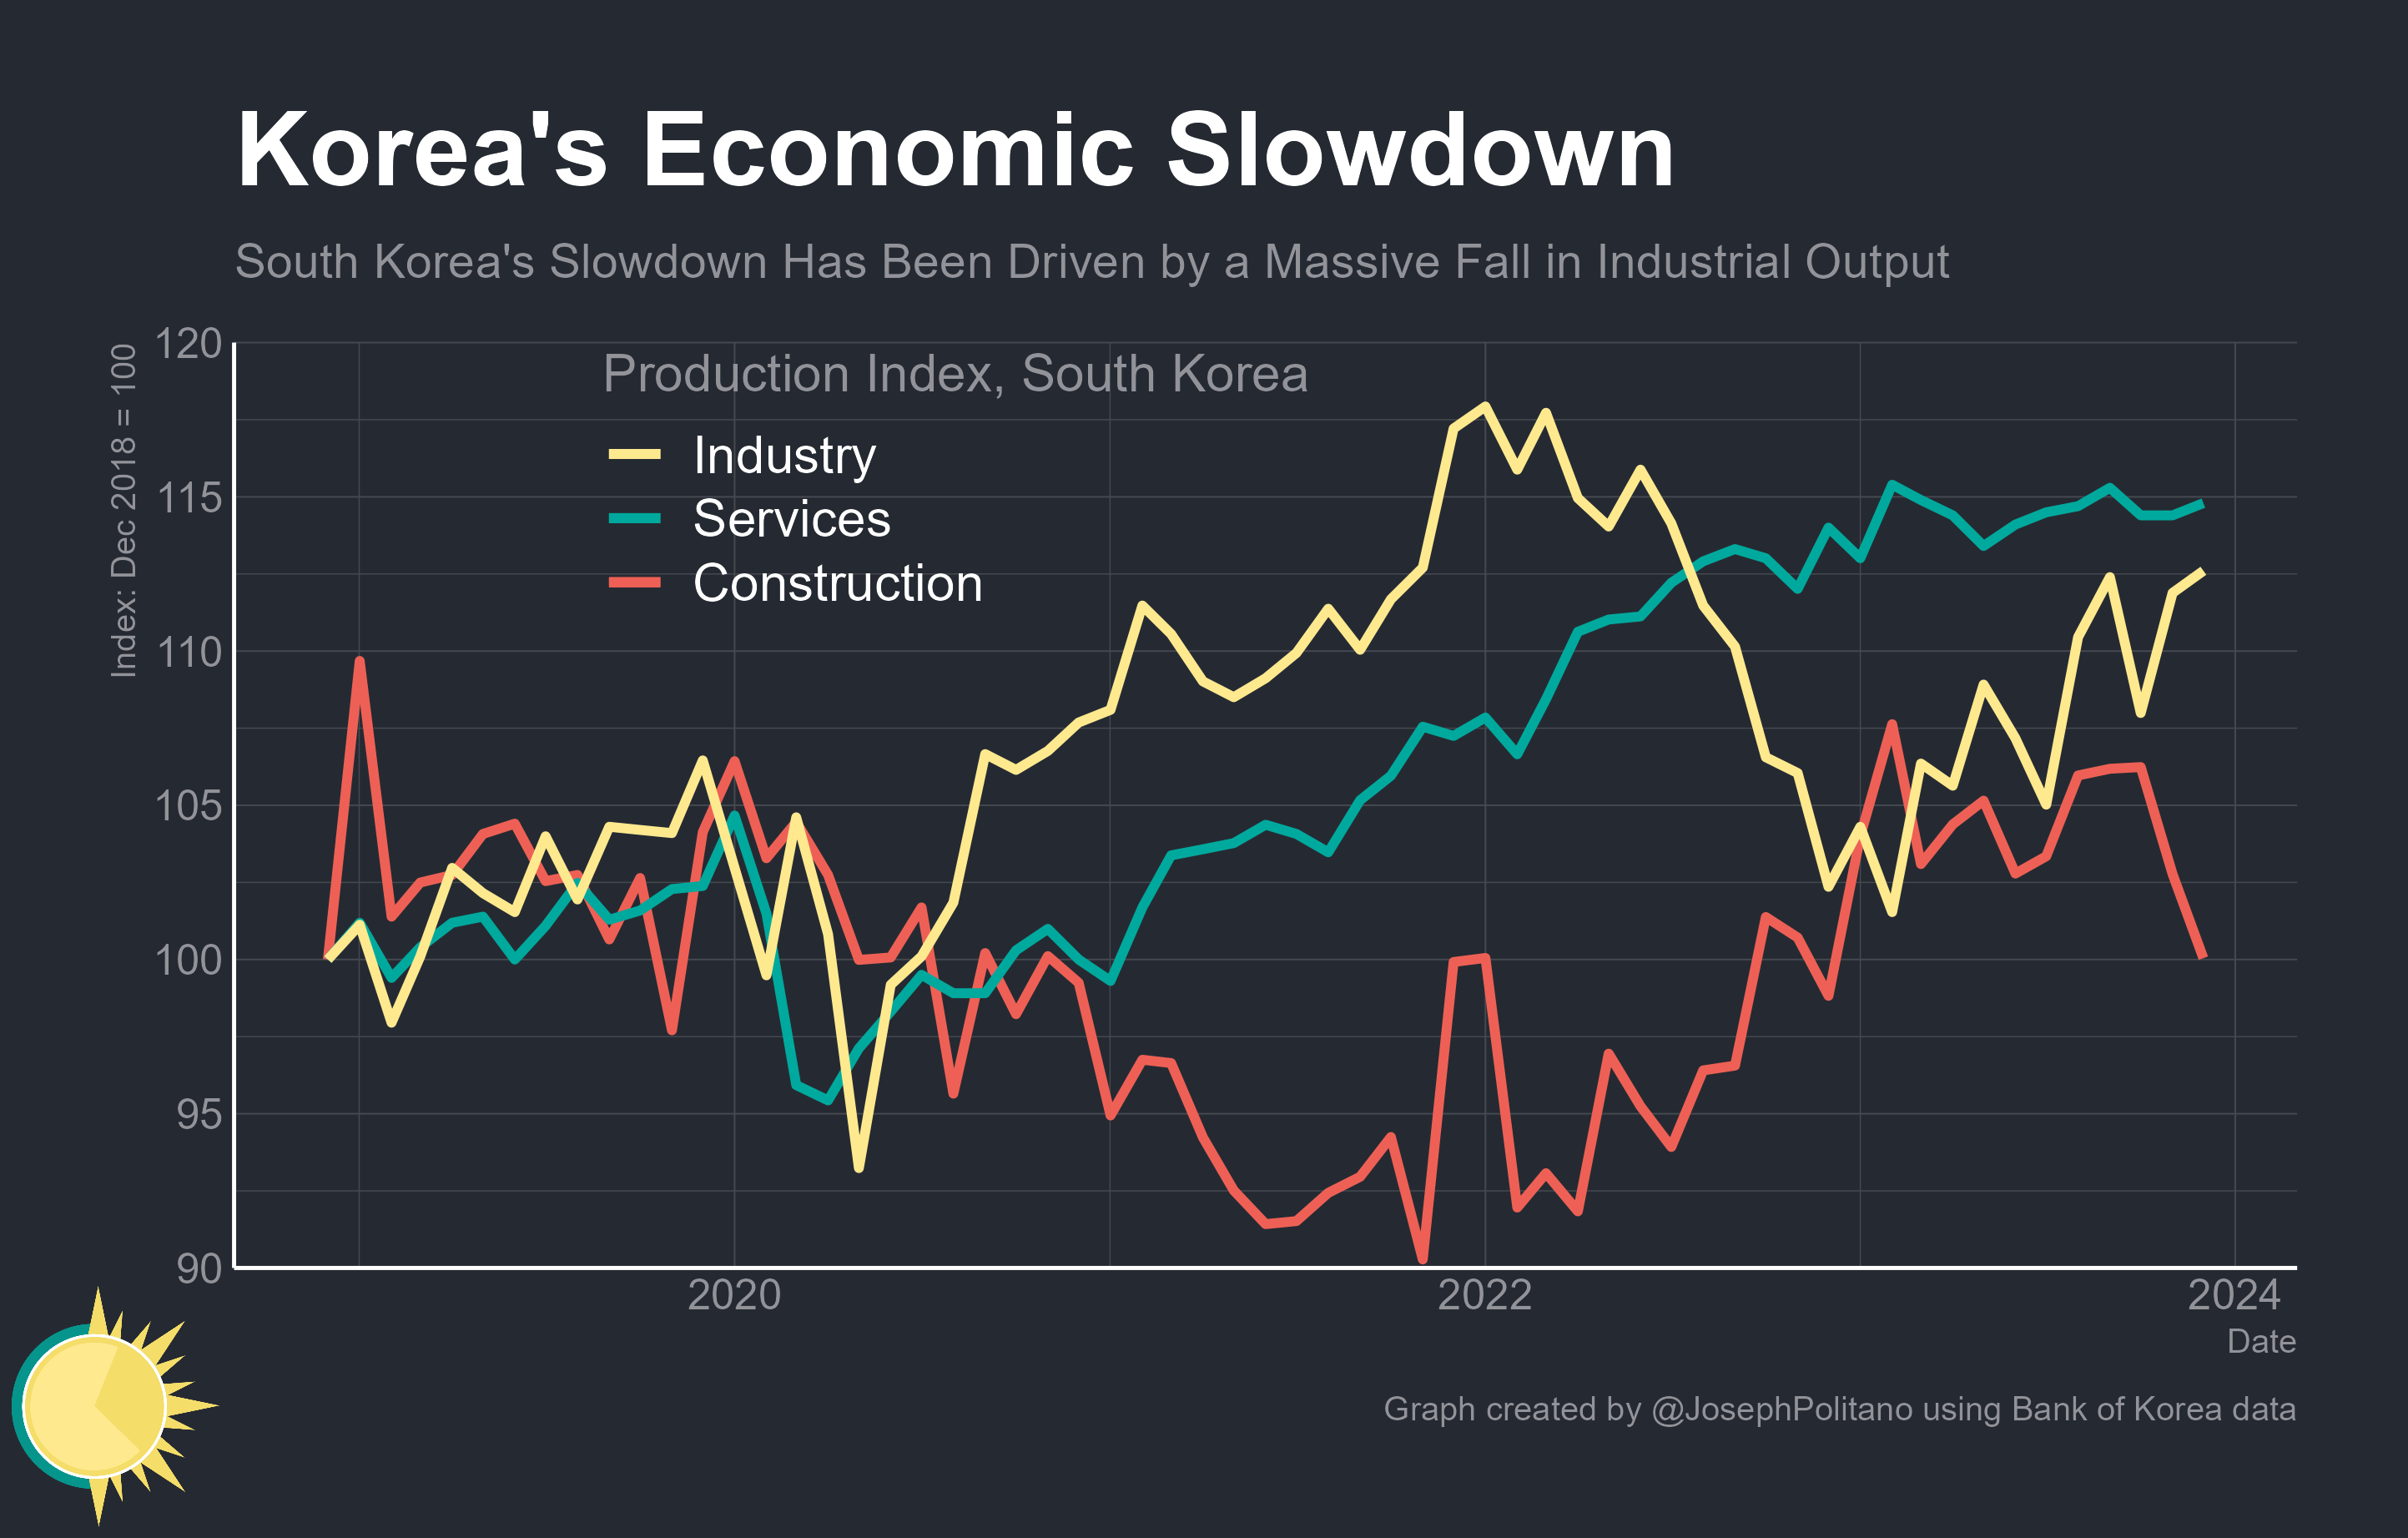 Korea's Economic Slowdown
South Korea's Slowdown Has Been Driven by a Massive Fall in Industrial Output
Index: Dec 2018 = 100
120
115
110
105
100
95
90
Production Index, South Korea
Industry
Services
Construction
2020
2022
2024
Date
Graph created by @JosephPolitano using Bank of Korea data